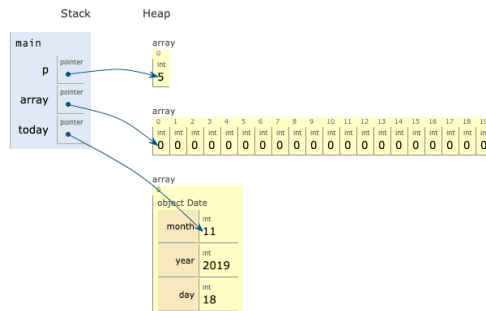 Stack Heap
main
array
0
pointer
int
p
5
array
pointer
array
0 1 2 3 4 5 6 7 8 9 10 11 12 13 14 15 16 17 18 19
int int int int int int int int int int int int int int int int int int int int
0 0 0 0 0 0 0 0 0 0 0 0 0 0 0 0 0 0 0 0
today
pointer
array
0
object Date
month
int
11
year
int
2019
day
int
18